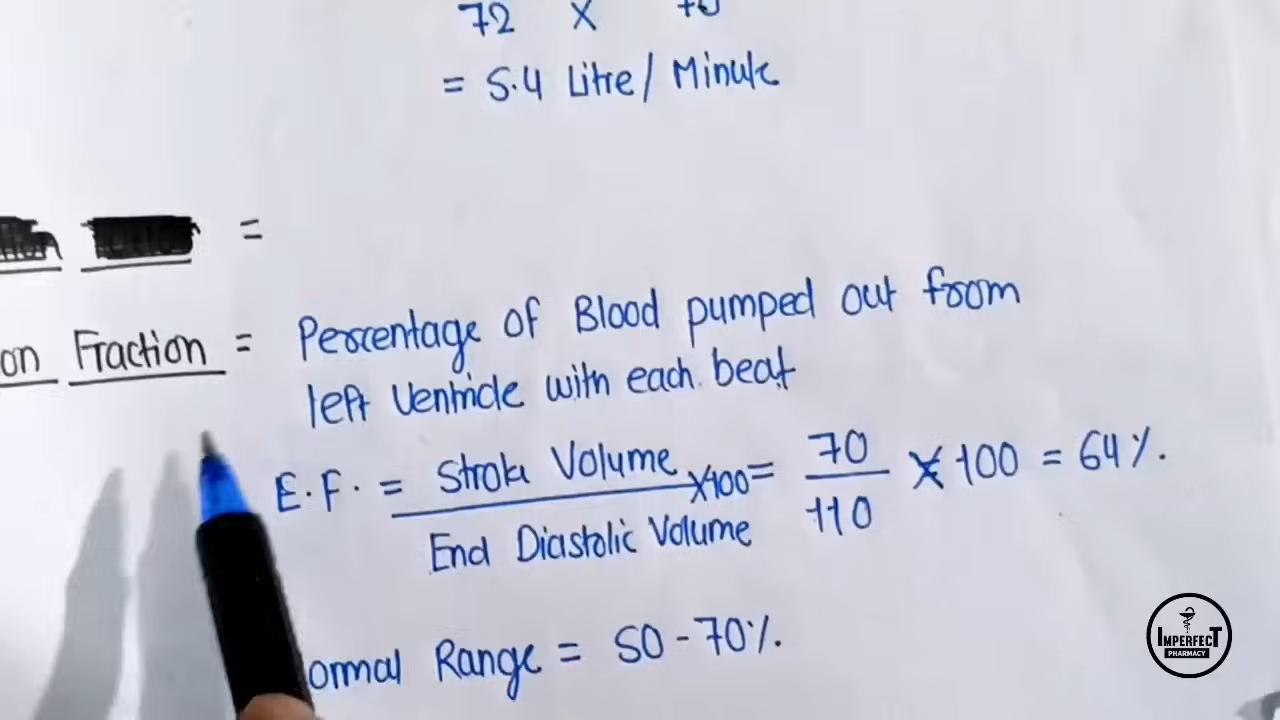 72 X
= 5.4 Litre/ Minute
=
on Fraction = Percentage of Blood pumped out from
left Ventricle with each beat
E.F. = Stroke Volume X100 = 70 X 100 = 64%.
End Diastolic Volume 110
ormal Range = 50-70%.
IMPERFECT
PHARMACY